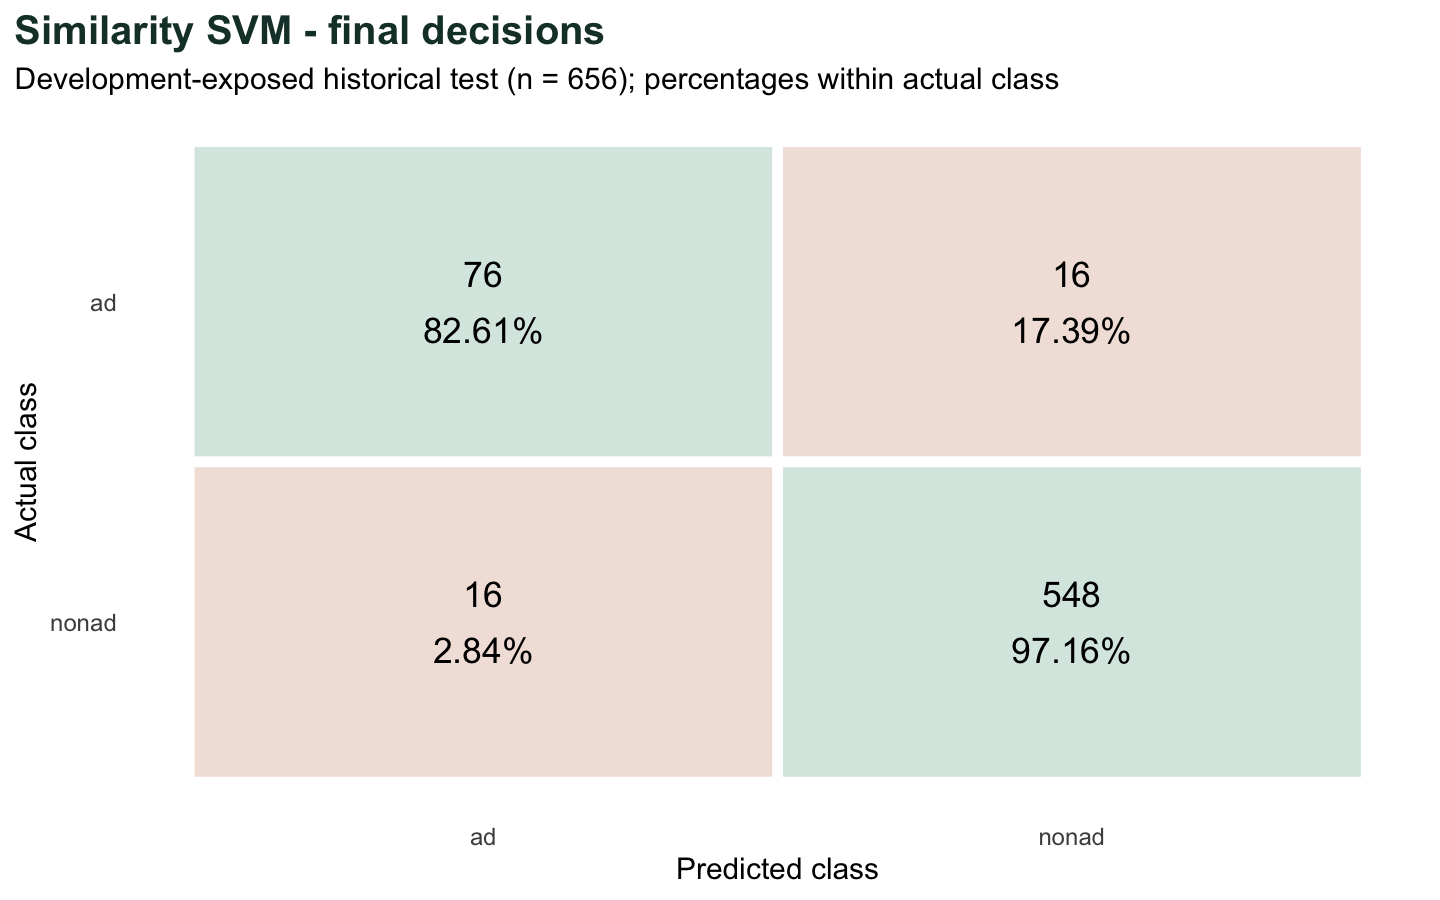 Similarity SVM - final decisions
Development-exposed historical test (n = 656); percentages within actual class
Actual class
ad
76
82.61%
16
17.39%
nonad
16
2.84%
548
97.16%
ad
nonad
Predicted class